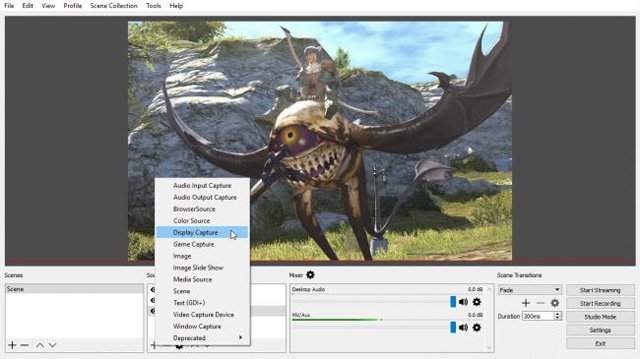 File Edit View Profile Scene Collection Tools Help
Audio Input Capture
Audio Output Capture
BrowserSource
Color Source
Display Capture
Game Capture
Image
Image Slide Show
Media Source
Scene
Text (GDI+)
Video Capture Device
Window Capture
Deprecated
Scenes
Scene
Sou
Mixer
Desktop Audio 0.0 dB
Mic/Aux 0.0 dB
Scene Transitions
Fade
Duration 300ms
Start Streaming
Start Recording
Studio Mode
Settings
Exit